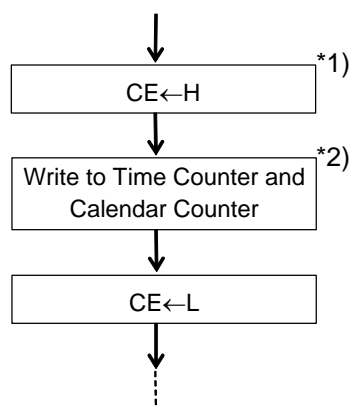 *1)
CE←H
*2)
Write to Time Counter and
Calendar Counter
CE←L